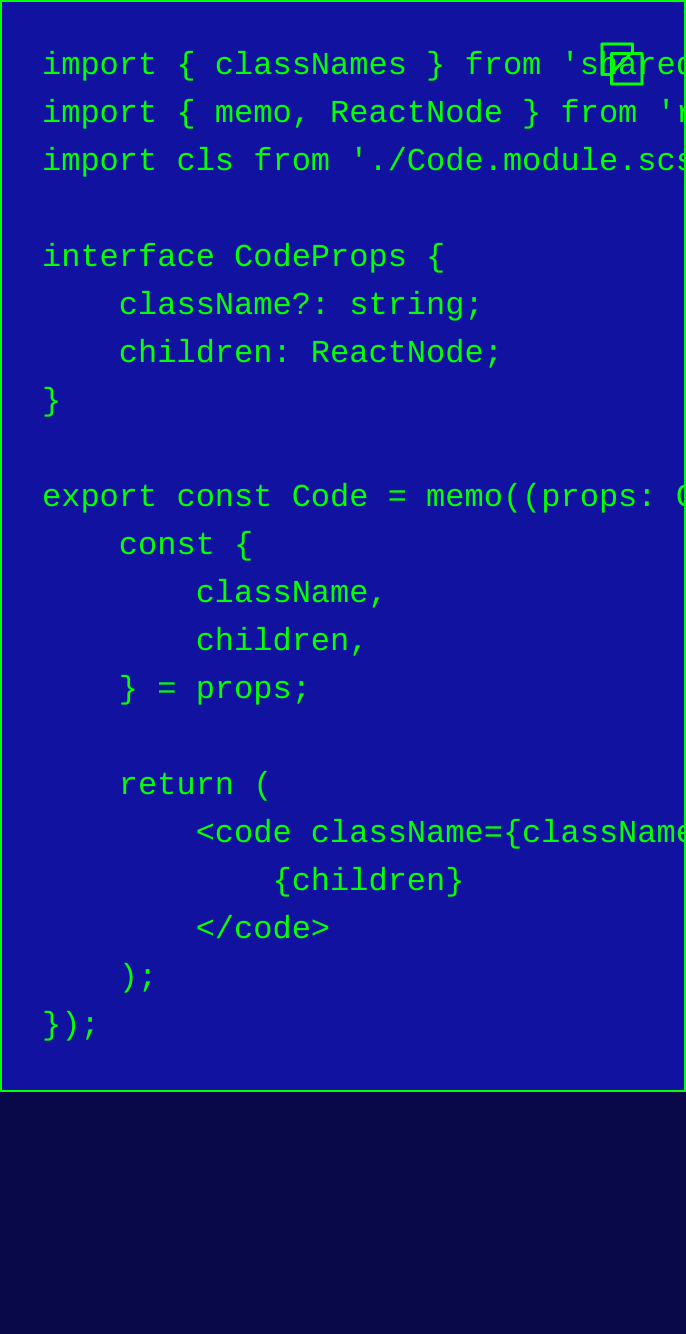 import { classNames } from 'shared
import { memo, ReactNode } from 'r
import cls from './Code.module.scs
interface CodeProps {
    className?: string;
    children: ReactNode;
}
export const Code = memo((props: C
    const {
        className,
        children,
    } = props;
    return (
        <code className={className
            {children}
        </code>
    );
});